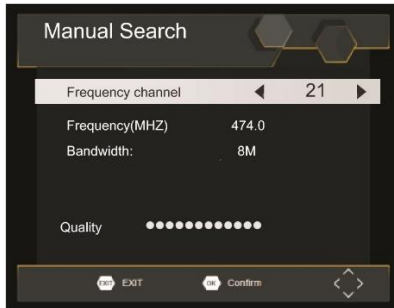 Manual Search
Frequency channel 21
Frequency(MHZ) 474.0
Bandwidth: 8M
Quality
EXIT EXIT OK Confirm